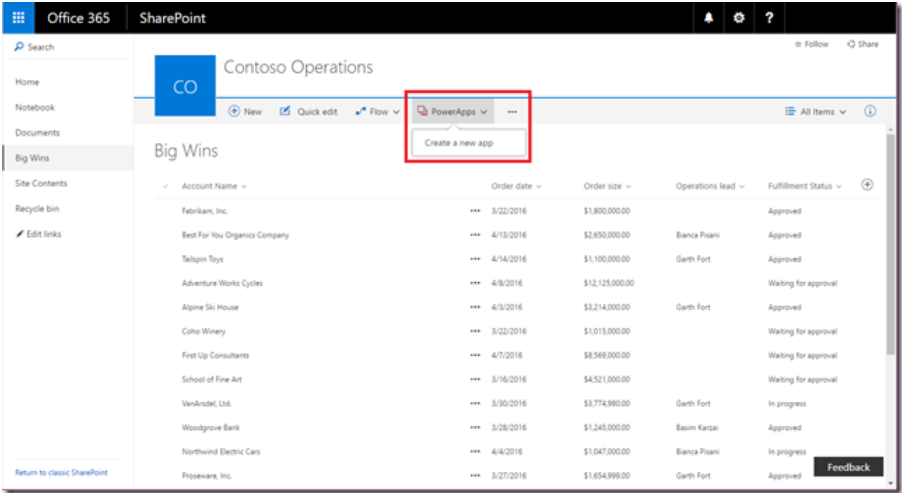 Office 365 SharePoint ?
Search
☆ Follow Share
Home
Notebook
Documents
Big Wins
Site Contents
Recycle bin
Edit links
Return to classic SharePoint
CO
Contoso Operations
New Quick edit Flow PowerApps ••• All Items
Create a new app
Big Wins
Account Name Order date Order size Operations lead Fulfillment Status
Fabrikam, Inc. ••• 3/22/2016 $1,800,000.00 Approved
Best For You Organics Company ••• 4/13/2016 $2,650,000.00 Bianca Pisani Approved
Tailspin Toys ••• 4/14/2016 $1,100,000.00 Garth Fort Approved
Adventure Works Cycles ••• 4/8/2016 $12,125,000.00 Waiting for approval
Alpine Ski House ••• 4/3/2016 $3,214,000.00 Garth Fort Approved
Coho Winery ••• 3/22/2016 $1,015,000.00 Waiting for approval
First Up Consultants ••• 4/7/2016 $8,569,000.00 Waiting for approval
School of Fine Art ••• 3/16/2016 $4,521,000.00 Waiting for approval
VanArsdel, Ltd. ••• 3/30/2016 $3,774,980.00 Garth Fort In progress
Woodgrove Bank ••• 3/28/2016 $1,245,000.00 Basim Karzai Approved
Northwind Electric Cars ••• 4/4/2016 $1,047,000.00 Bianca Pisani In progress
Proseware, Inc. ••• 3/27/2016 $1,654,999.00 Garth Fort Approved
Feedback